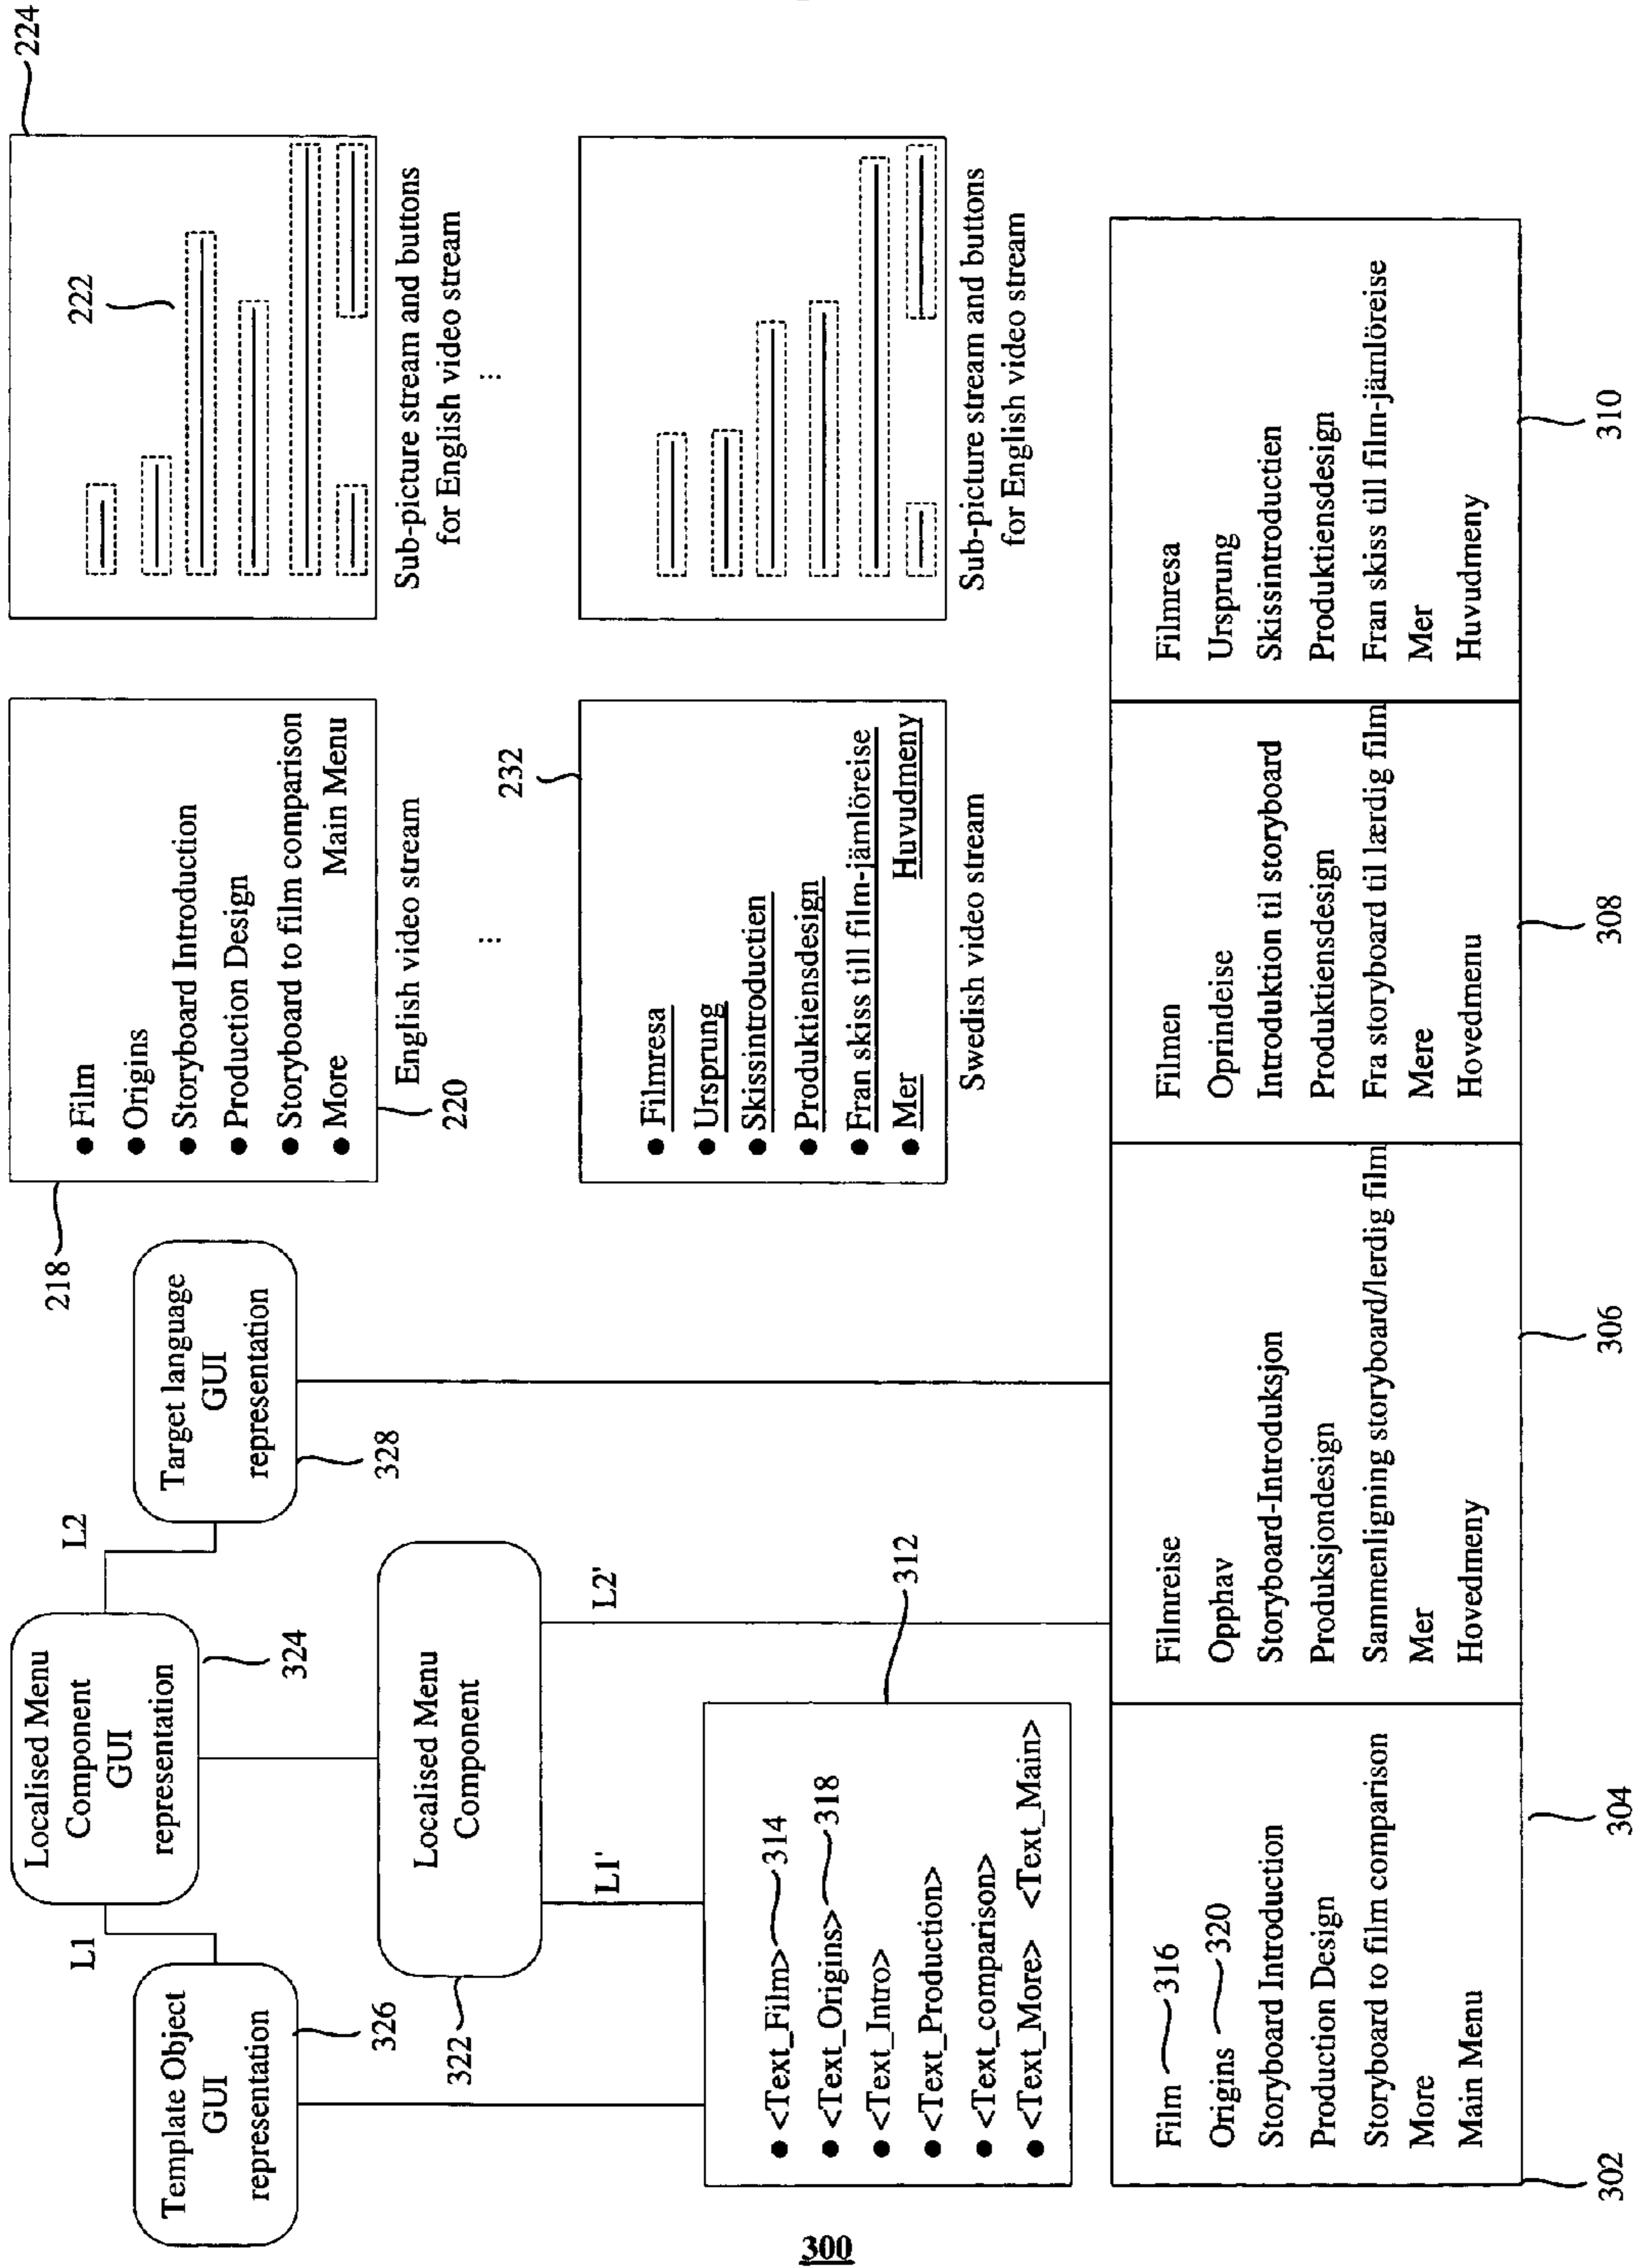 300
Template Object
GUI
representation
326
L1
Localised Menu
Component
GUI
representation
324
L2
Target language
GUI
representation
328
Localised Menu
Component
322
L1'
L2'
312
● <Text_Film> 314
● <Text_Origins> 318
● <Text_Intro>
● <Text_Production>
● <Text_comparison>
● <Text_More> <Text_Main>
218
● Film
● Origins
● Storyboard Introduction
● Production Design
● Storyboard to film comparison
● More Main Menu
220
English video stream
⋮
222
224
Sub-picture stream and buttons
for English video stream
⋮
232
● Filmresa
● Ursprung
● Skissintroductien
● Produktiensdesign
● Fran skiss till film-jämlöreise
● Mer Huvudmeny
Swedish video stream
Sub-picture stream and buttons
for English video stream
Film 316
Origins 320
Storyboard Introduction
Production Design
Storyboard to film comparison
More
Main Menu
302
304
Filmreise
Opphav
Storyboard-Introduksjon
Produksjondesign
Sammenligning storyboard/lerdig film
Mer
Hovedmeny
306
Filmen
Oprindeise
Introduktion til storyboard
Produktiensdesign
Fra storyboard til lærdig film
Mere
Hovedmenu
308
Filmresa
Ursprung
Skissintroductien
Produktiensdesign
Fran skiss till film-jämlöreise
Mer
Huvudmeny
310